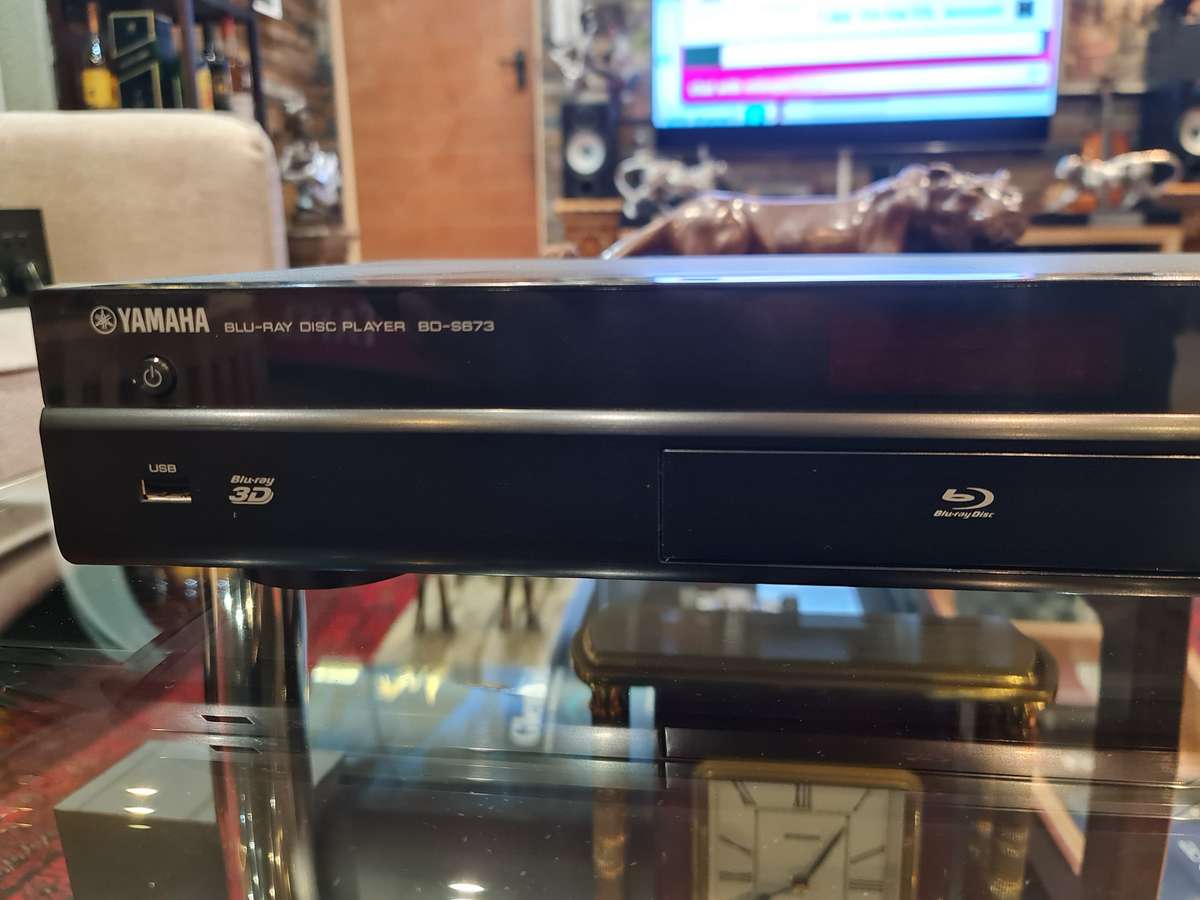 YAMAHA BLU-RAY DISC PLAYER BD-S673
USB
Blu-ray
3D
Blu-ray Disc